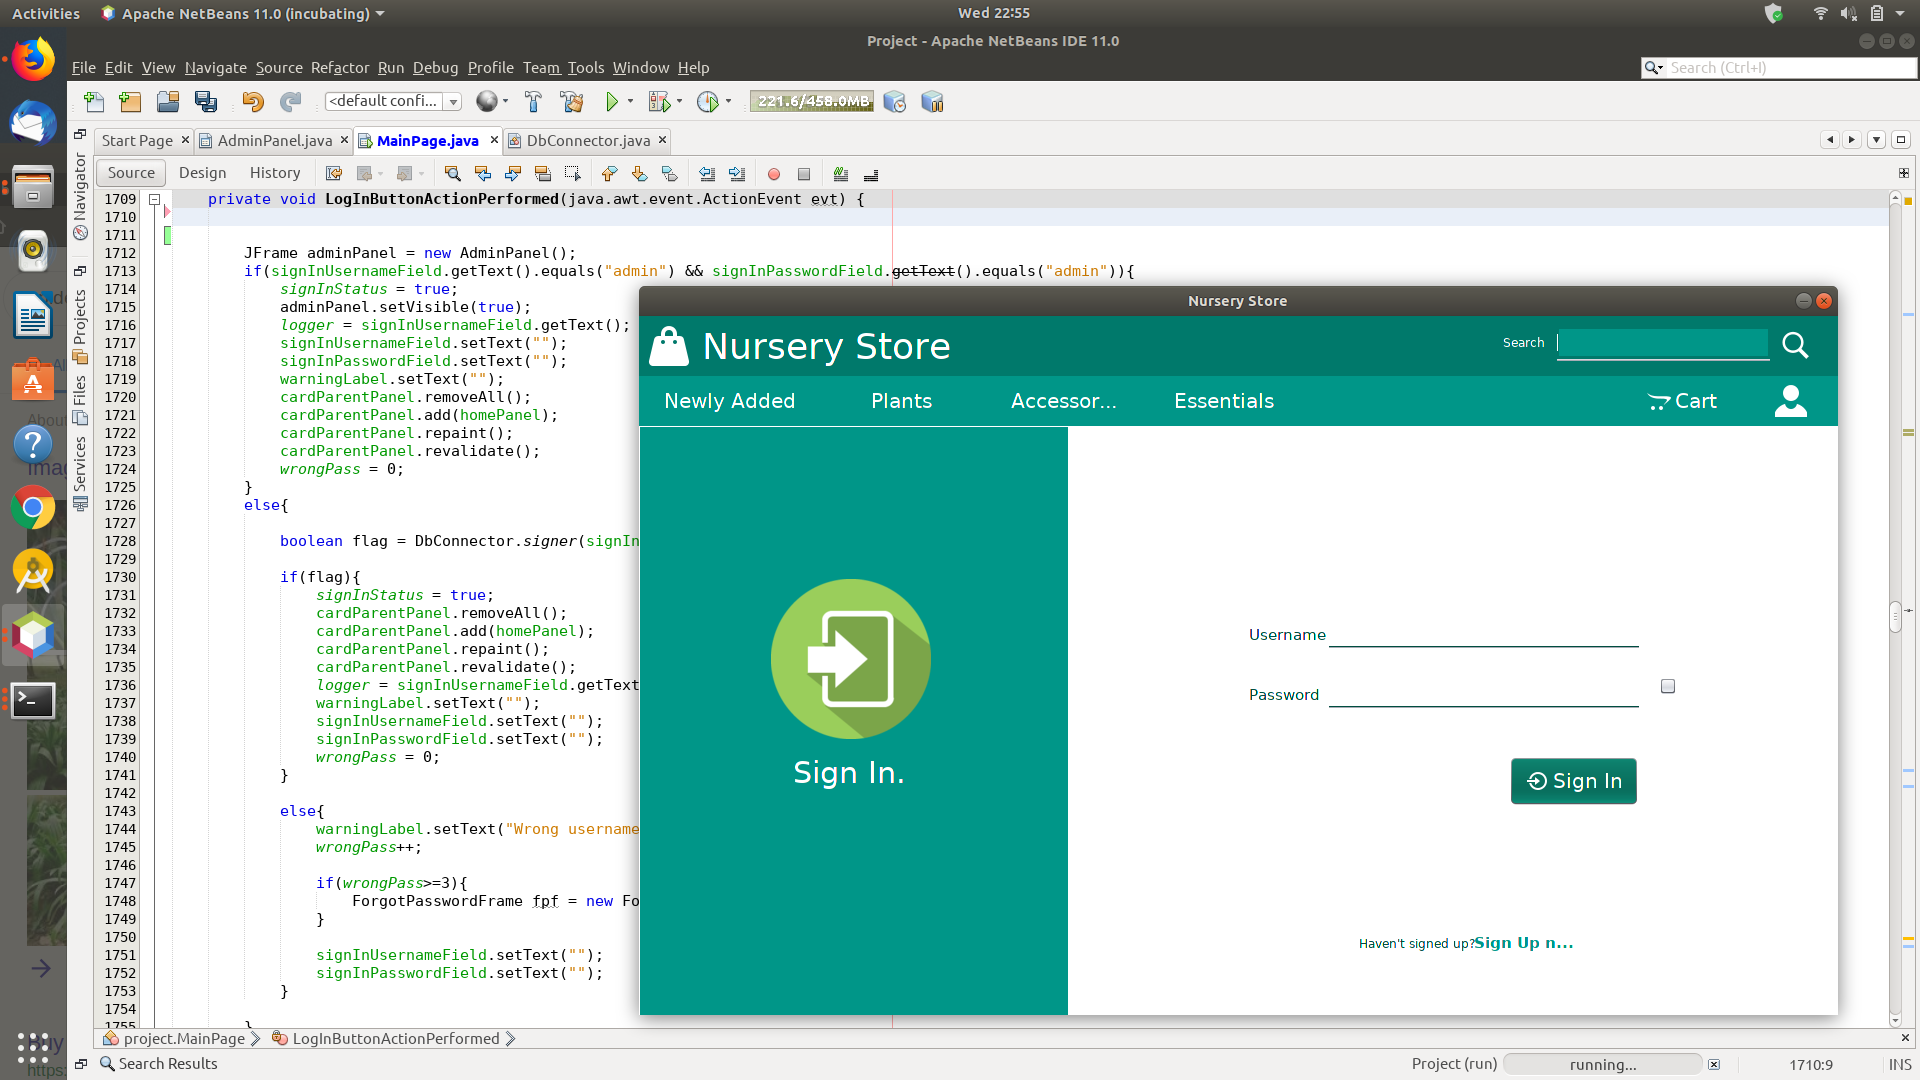 Activities
Apache NetBeans 11.0 (incubating)
Wed 22:55
Project - Apache NetBeans IDE 11.0
File Edit View Navigate Source Refactor Run Debug Profile Team Tools Window Help
Search (Ctrl+I)
<default confi...
221.6/458.0MB
Start Page
AdminPanel.java
MainPage.java
DbConnector.java
Source Design History
Navigator
Projects
Files
Services
1709 private void LogInButtonActionPerformed(java.awt.event.ActionEvent evt) {
1710
1711
1712 JFrame adminPanel = new AdminPanel();
1713 if(signInUsernameField.getText().equals("admin") && signInPasswordField.getText().equals("admin")){
1714 signInStatus = true;
1715 adminPanel.setVisible(true);
1716 logger = signInUsernameField.getText();
1717 signInUsernameField.setText("");
1718 signInPasswordField.setText("");
1719 warningLabel.setText("");
1720 cardParentPanel.removeAll();
1721 cardParentPanel.add(homePanel);
1722 cardParentPanel.repaint();
1723 cardParentPanel.revalidate();
1724 wrongPass = 0;
1725 }
1726 else{
1727
1728 boolean flag = DbConnector.signer(signIn
1729
1730 if(flag){
1731 signInStatus = true;
1732 cardParentPanel.removeAll();
1733 cardParentPanel.add(homePanel);
1734 cardParentPanel.repaint();
1735 cardParentPanel.revalidate();
1736 logger = signInUsernameField.getText
1737 warningLabel.setText("");
1738 signInUsernameField.setText("");
1739 signInPasswordField.setText("");
1740 wrongPass = 0;
1741 }
1742
1743 else{
1744 warningLabel.setText("Wrong username
1745 wrongPass++;
1746
1747 if(wrongPass>=3){
1748 ForgotPasswordFrame fpf = new Fo
1749 }
1750
1751 signInUsernameField.setText("");
1752 signInPasswordField.setText("");
1753 }
1754
1755 }
Nursery Store
Nursery Store
Search
Newly Added
Plants
Accessor...
Essentials
Cart
Sign In.
Username
Password
Sign In
Haven't signed up?Sign Up n...
project.MainPage
LogInButtonActionPerformed
Search Results
Project (run)
running...
1710:9
INS